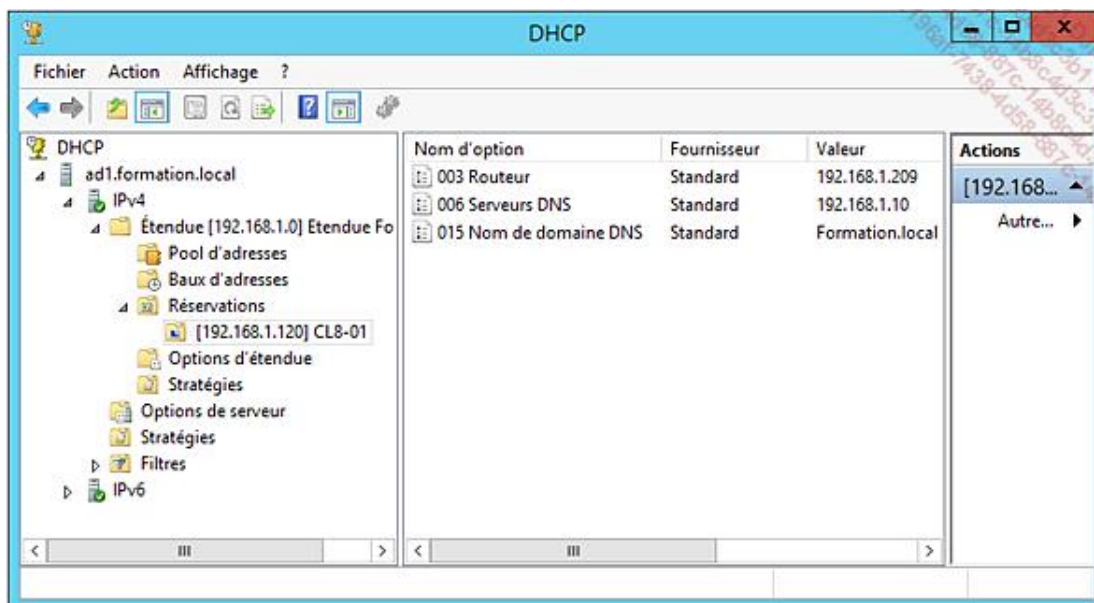 DHCP
Fichier Action Affichage ?
DHCP
ad1.formation.local
IPv4
Étendue [192.168.1.0] Etendue Fo
Pool d'adresses
Baux d'adresses
Réservations
[192.168.1.120] CL8-01
Options d'étendue
Stratégies
Options de serveur
Stratégies
Filtres
IPv6
Nom d'option Fournisseur Valeur
003 Routeur Standard 192.168.1.209
006 Serveurs DNS Standard 192.168.1.10
015 Nom de domaine DNS Standard Formation.local
Actions
[192.168...
Autre...